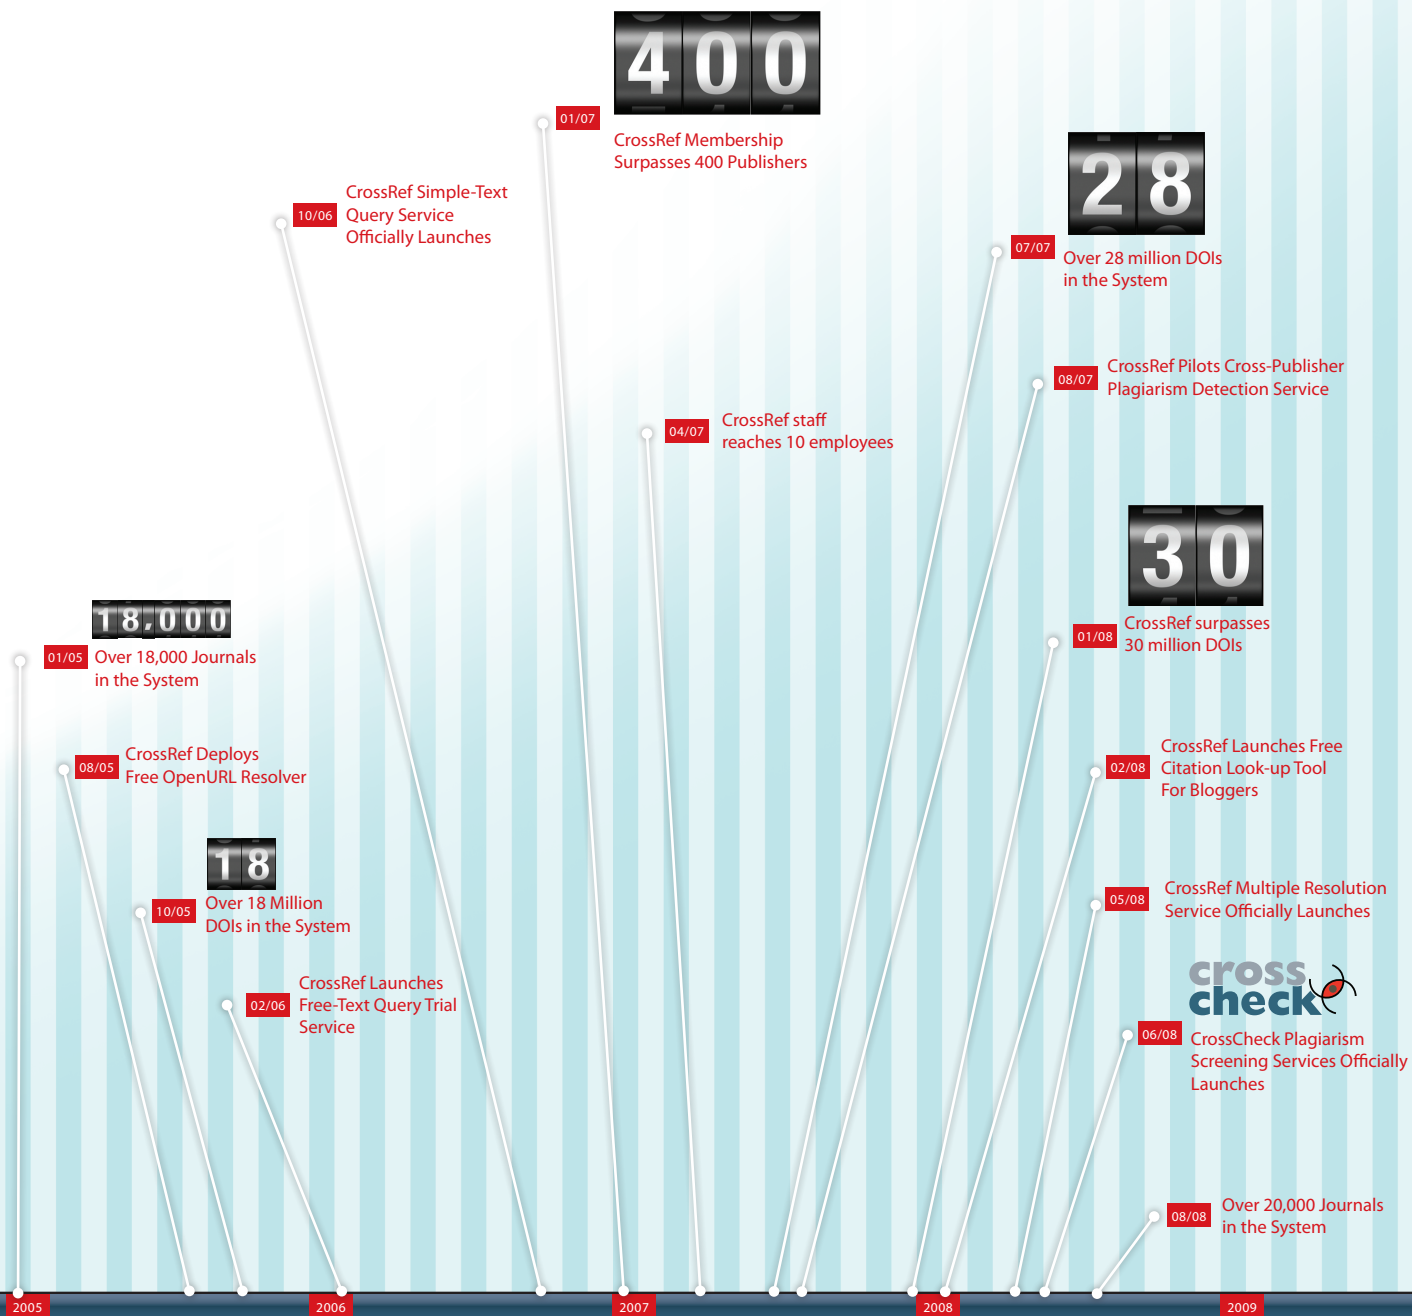 400
01/07
CrossRef Membership
Surpasses 400 Publishers
10/06
CrossRef Simple-Text
Query Service
Officially Launches
28
07/07
Over 28 million DOIs
in the System
08/07
CrossRef Pilots Cross-Publisher
Plagiarism Detection Service
04/07
CrossRef staff
reaches 10 employees
30
01/08
CrossRef surpasses
30 million DOIs
18,000
01/05
Over 18,000 Journals
in the System
08/05
CrossRef Deploys
Free OpenURL Resolver
02/08
CrossRef Launches Free
Citation Look-up Tool
For Bloggers
18
10/05
Over 18 Million
DOIs in the System
05/08
CrossRef Multiple Resolution
Service Officially Launches
02/06
CrossRef Launches
Free-Text Query Trial
Service
cross
check
06/08
CrossCheck Plagiarism
Screening Services Officially
Launches
08/08
Over 20,000 Journals
in the System
2005
2006
2007
2008
2009